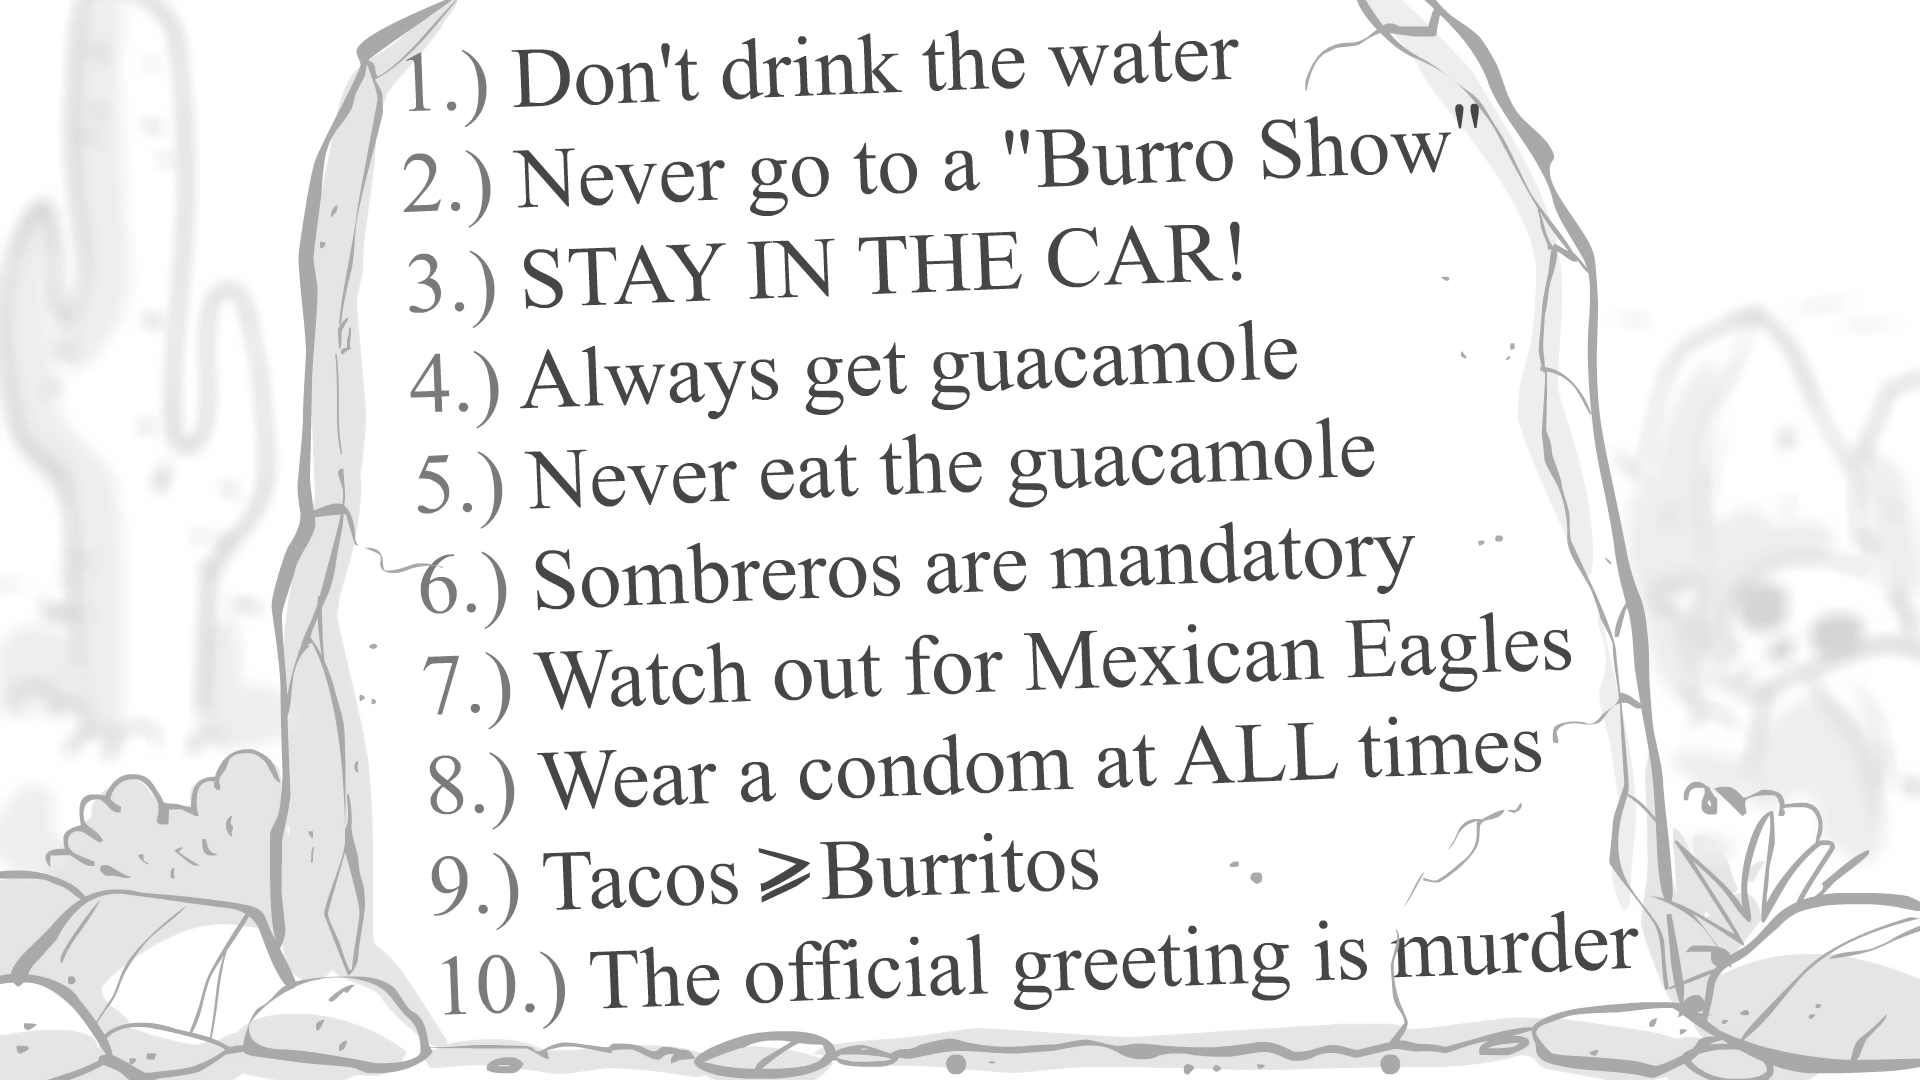 1.) Don't drink the water
2.) Never go to a "Burro Show"
3.) STAY IN THE CAR!
4.) Always get guacamole
5.) Never eat the guacamole
6.) Sombreros are mandatory
7.) Watch out for Mexican Eagles
8.) Wear a condom at ALL times
9.) Tacos ⩾ Burritos
10.) The official greeting is murder